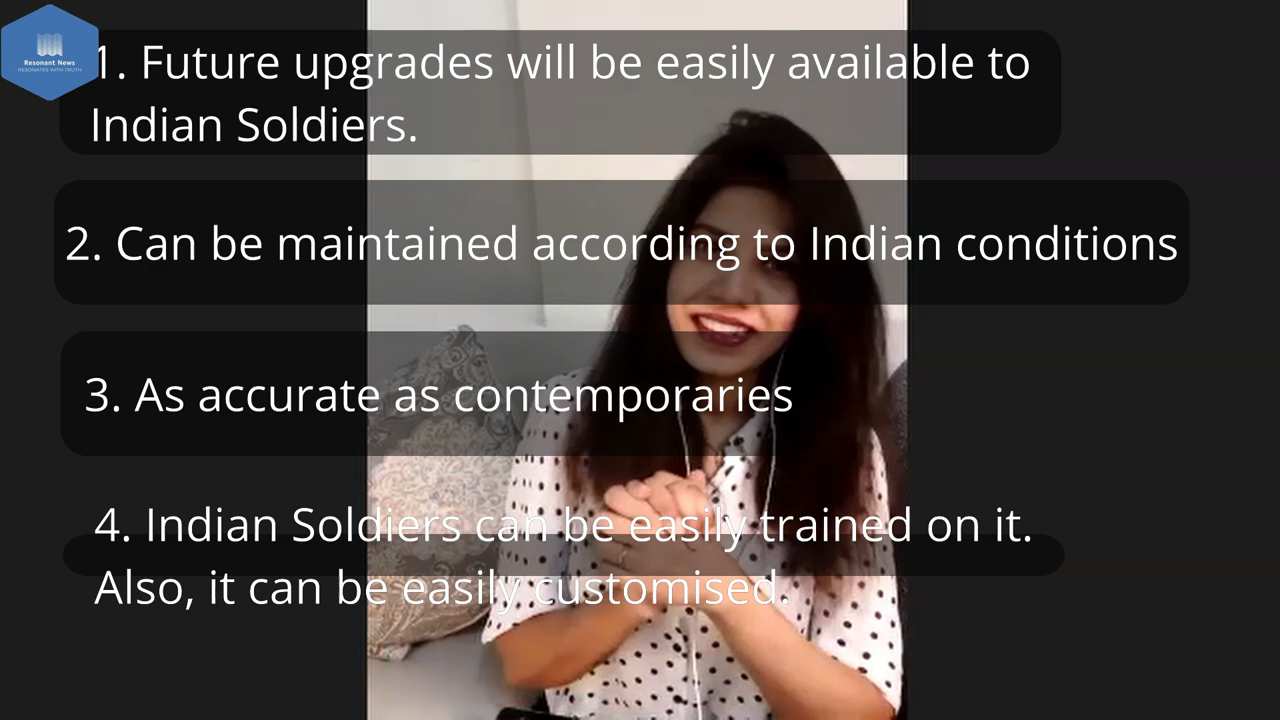 Resonant News
RESONATES WITH TRUTH
1. Future upgrades will be easily available to
Indian Soldiers.
2. Can be maintained according to Indian conditions
3. As accurate as contemporaries
4. Indian Soldiers can be easily trained on it.
Also, it can be easily customised.